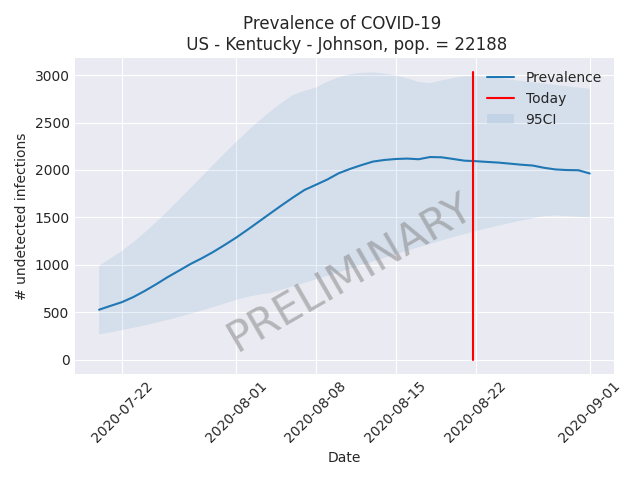 Prevalence of COVID-19
US - Kentucky - Johnson, pop. = 22188
3000
2500
2000
1500
1000
500
0
# undetected infections
Prevalence
Today
95CI
PRELIMINARY
2020-07-22
2020-08-01
2020-08-08
2020-08-15
2020-08-22
2020-09-01
Date